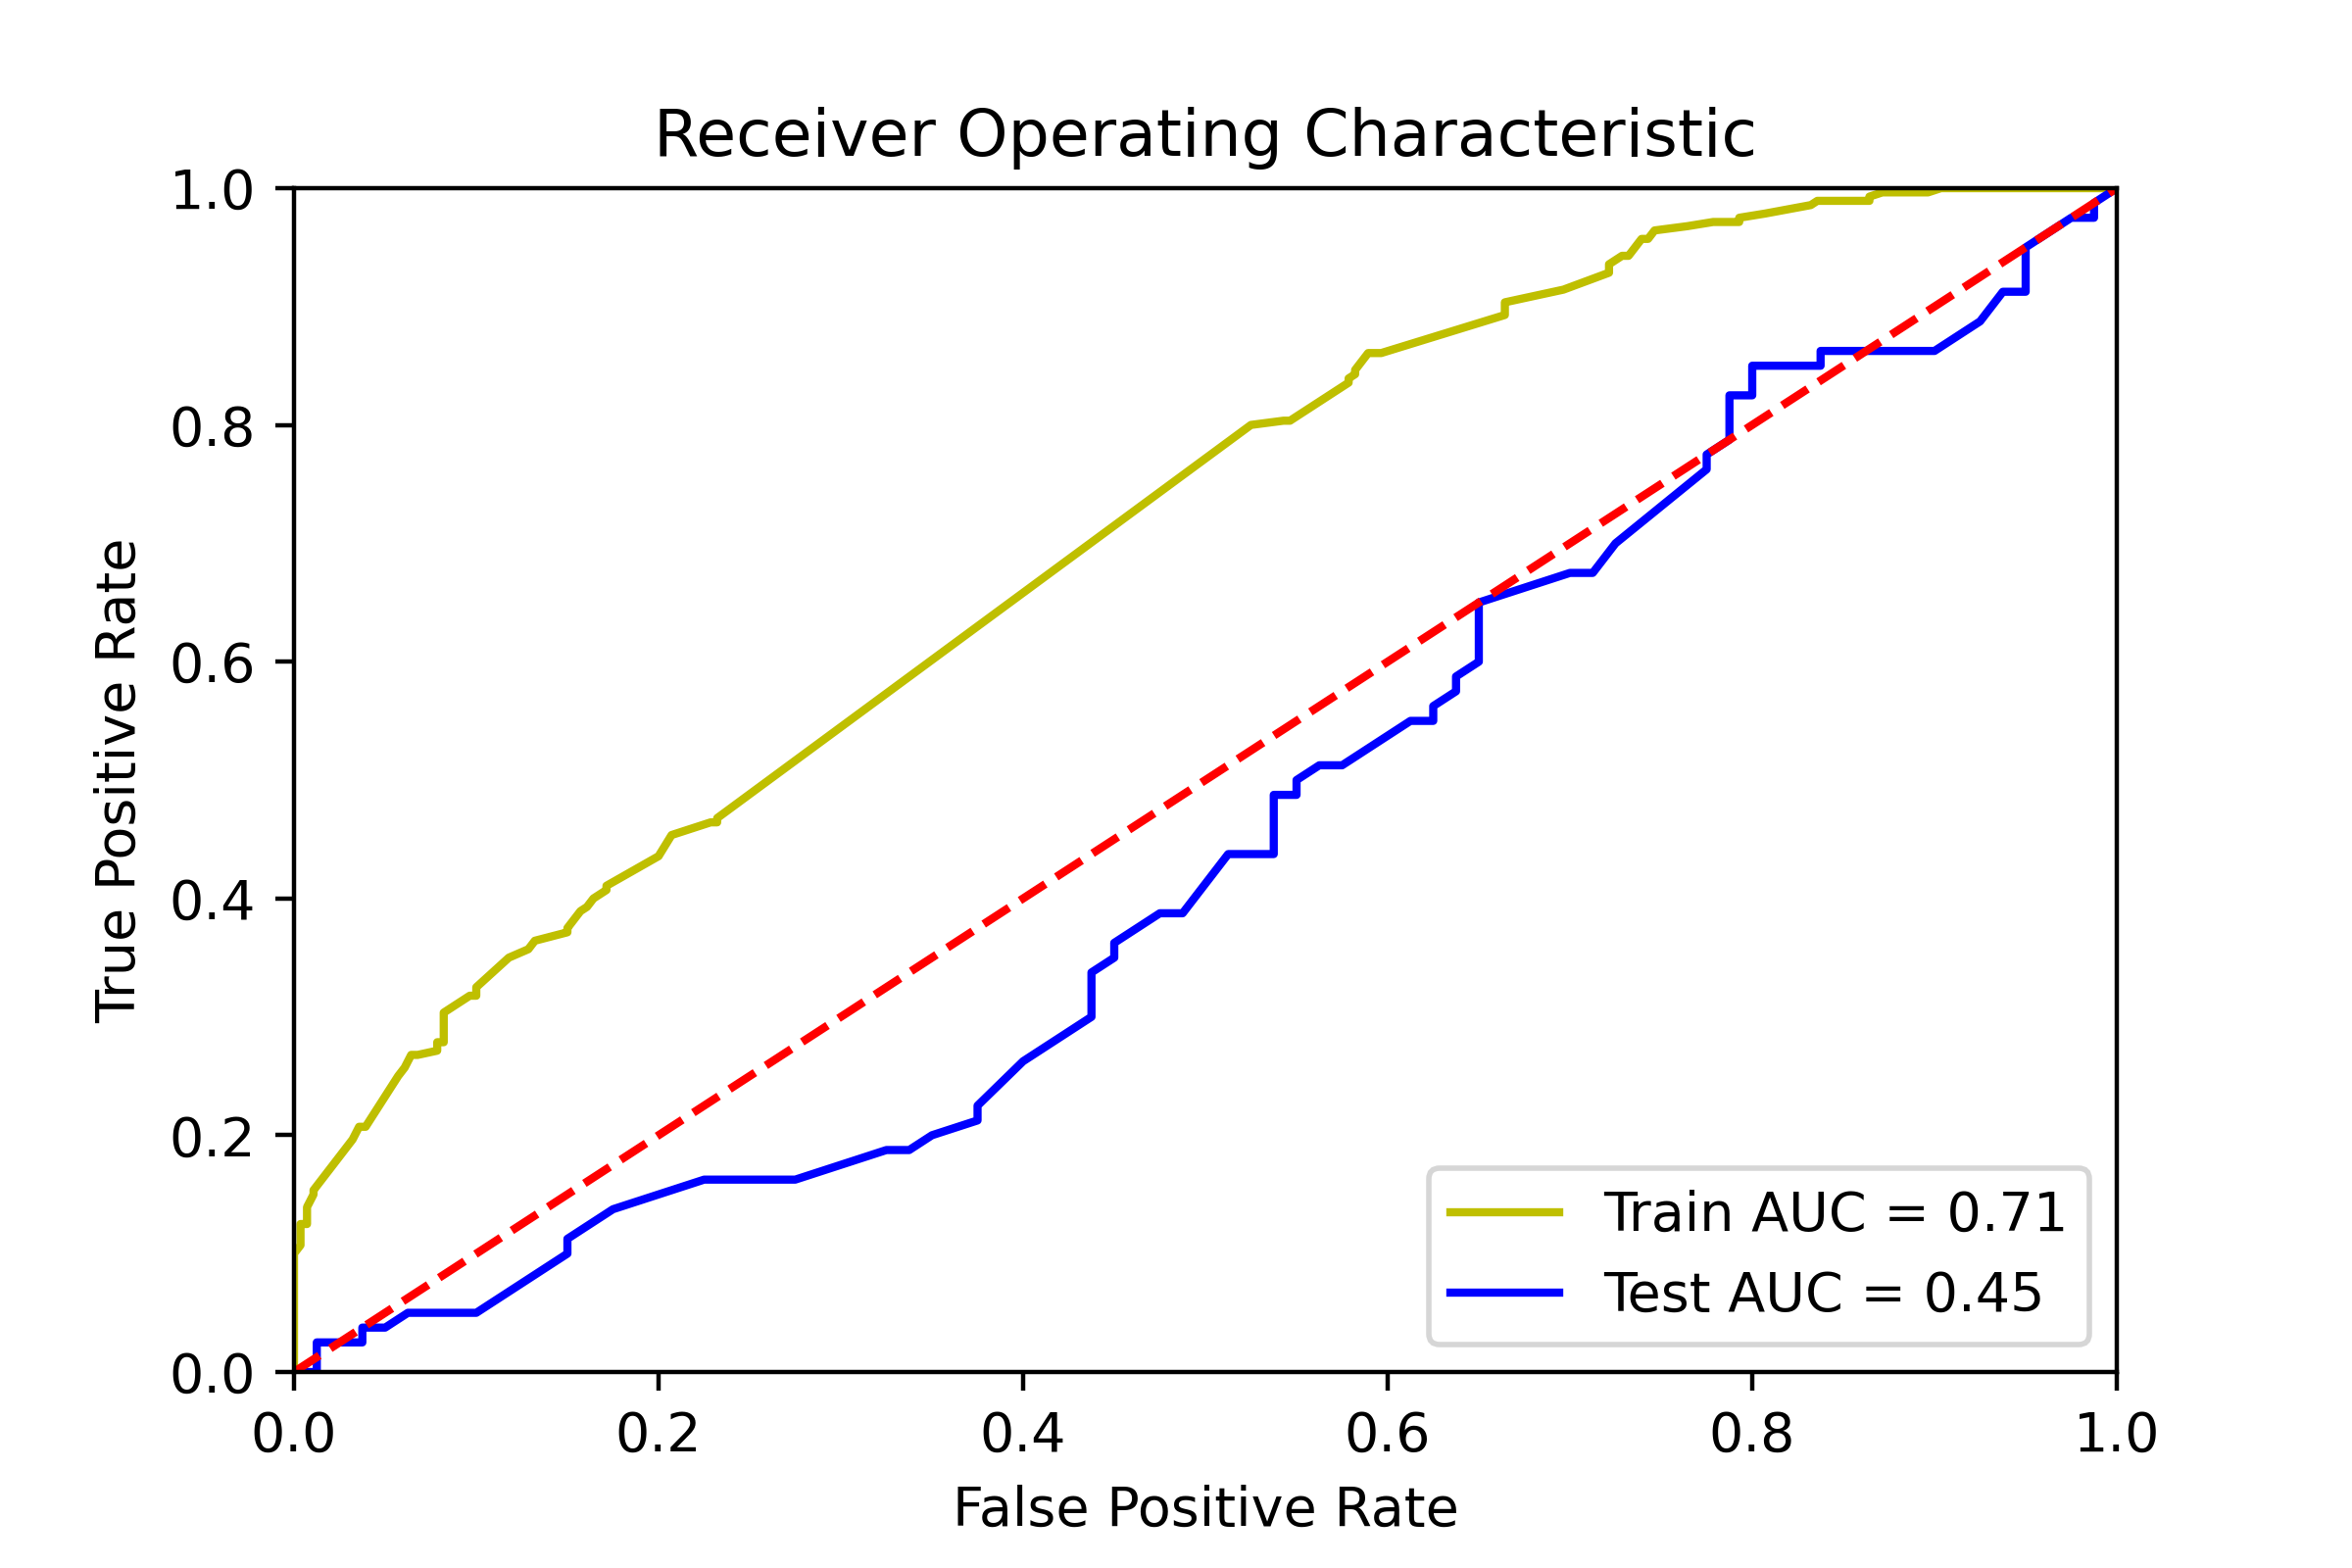 Receiver Operating Characteristic
1.0
0.8
0.6
0.4
0.2
0.0
True Positive Rate
Train AUC = 0.71
Test AUC = 0.45
0.0 0.2 0.4 0.6 0.8 1.0
False Positive Rate